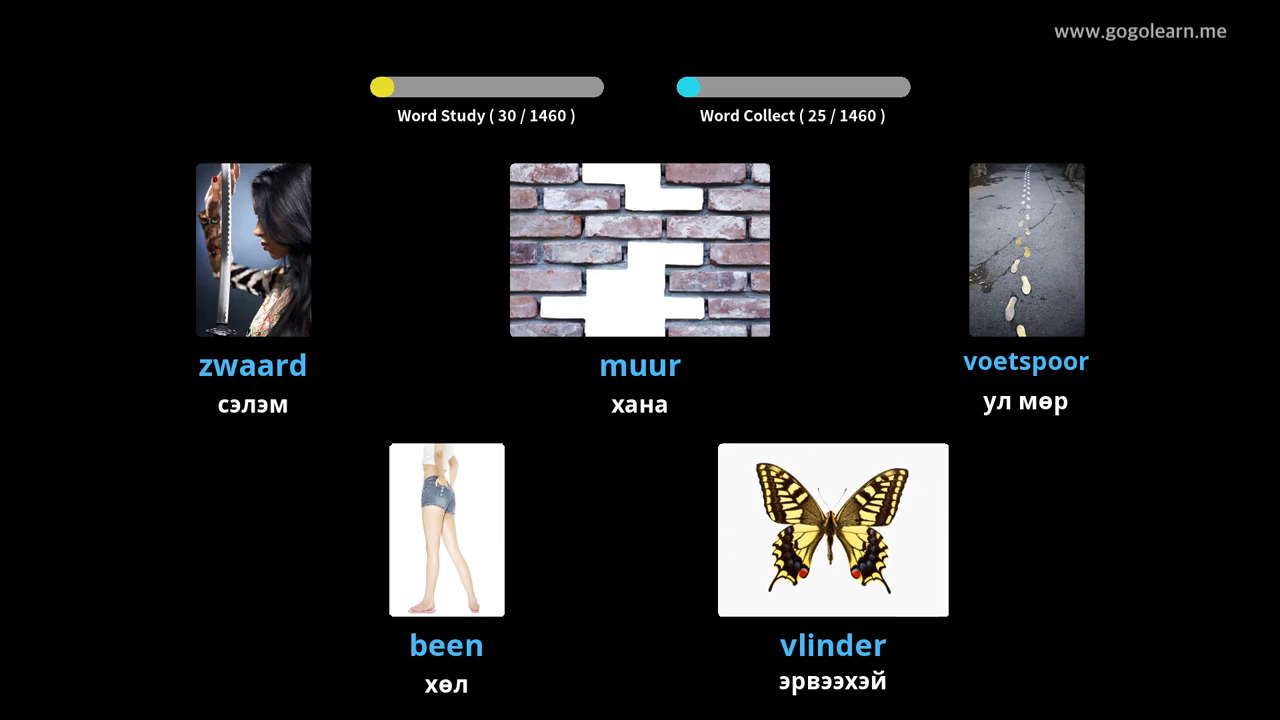 www.gogolearn.me
Word Study ( 30 / 1460 )
Word Collect ( 25 / 1460 )
zwaard
сэлэм
muur
хана
voetspoor
ул мөр
been
хөл
vlinder
эрвээхэй